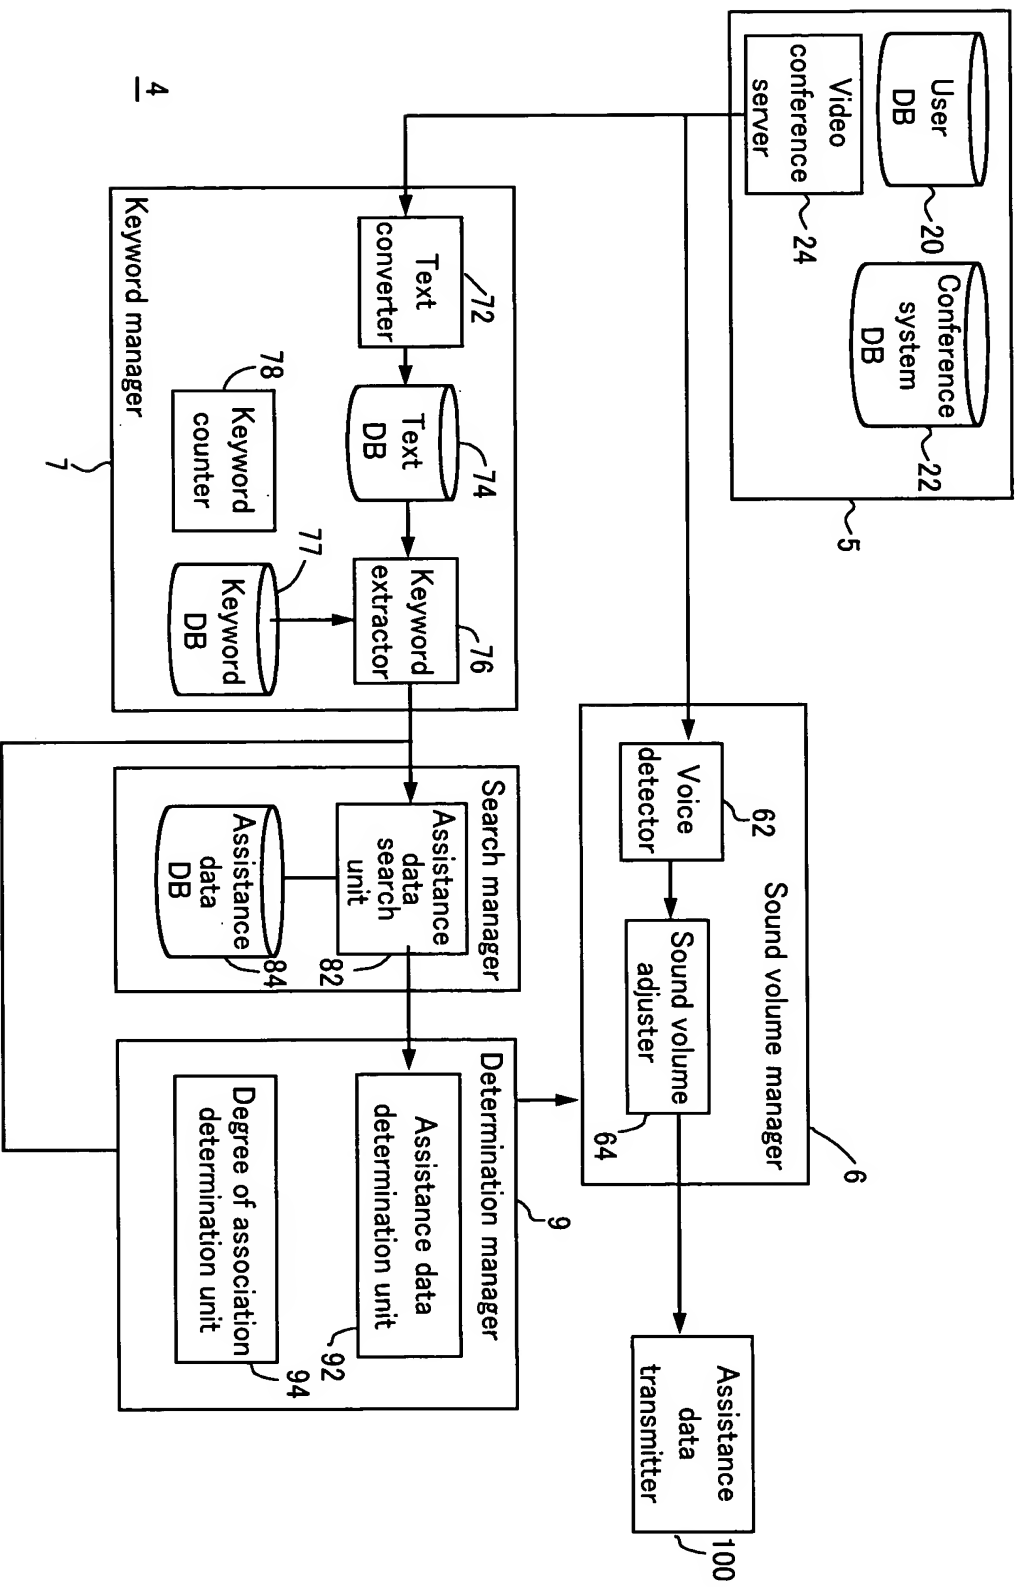 4
User
DB
20
Video
conference
server
24
Conference
system
DB
22
5
Text
converter
72
Text
DB
74
Keyword
extractor
76
Keyword
DB
77
Keyword
counter
78
Keyword manager
7
Voice
detector
62
Sound volume
adjuster
64
Sound volume manager
6
Search manager
Assistance
data
search
unit
82
Assistance
data
DB
84
Determination manager
9
Assistance data
determination unit
92
Degree of association
determination unit
94
Assistance
data
transmitter
100